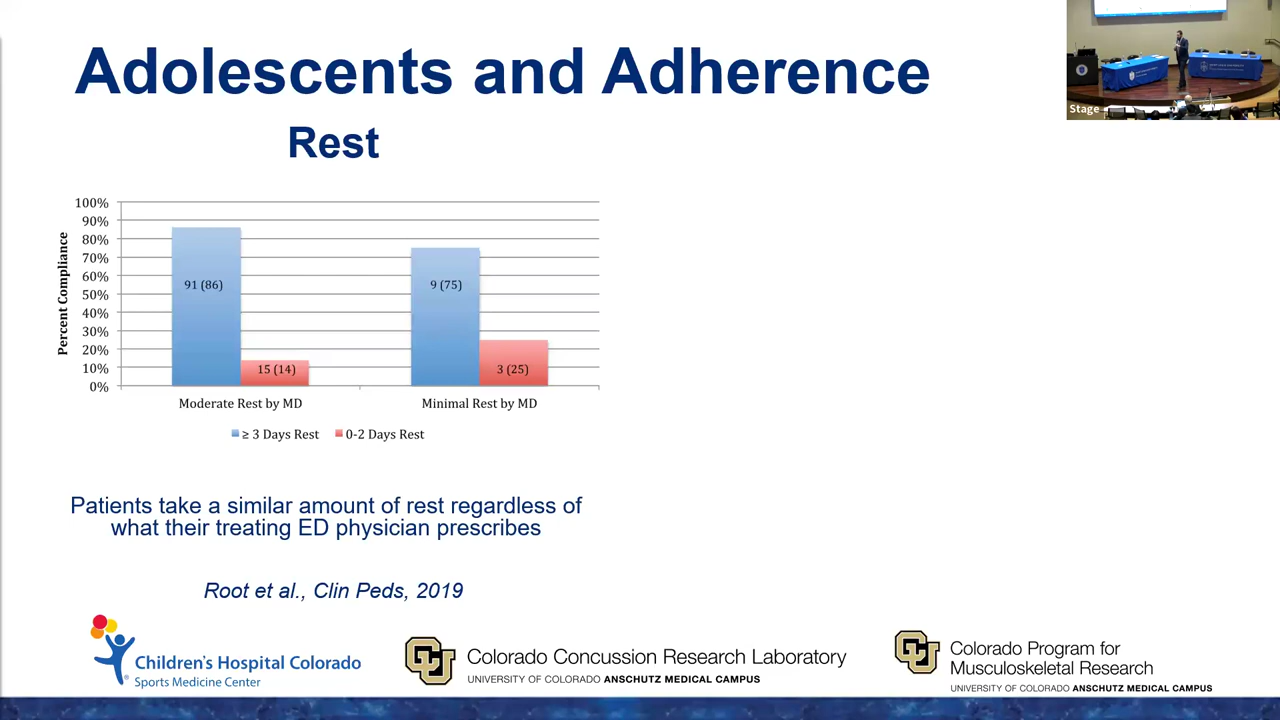 Adolescents and Adherence
Rest
Percent Compliance
100%
90%
80%
70%
60%
50%
40%
30%
20%
10%
0%
91 (86)
15 (14)
9 (75)
3 (25)
Moderate Rest by MD
Minimal Rest by MD
≥ 3 Days Rest
0-2 Days Rest
Patients take a similar amount of rest regardless of
what their treating ED physician prescribes
Root et al., Clin Peds, 2019
Children's Hospital Colorado
Sports Medicine Center
CU
Colorado Concussion Research Laboratory
UNIVERSITY OF COLORADO ANSCHUTZ MEDICAL CAMPUS
CU
Colorado Program for
Musculoskeletal Research
UNIVERSITY OF COLORADO ANSCHUTZ MEDICAL CAMPUS
Stage